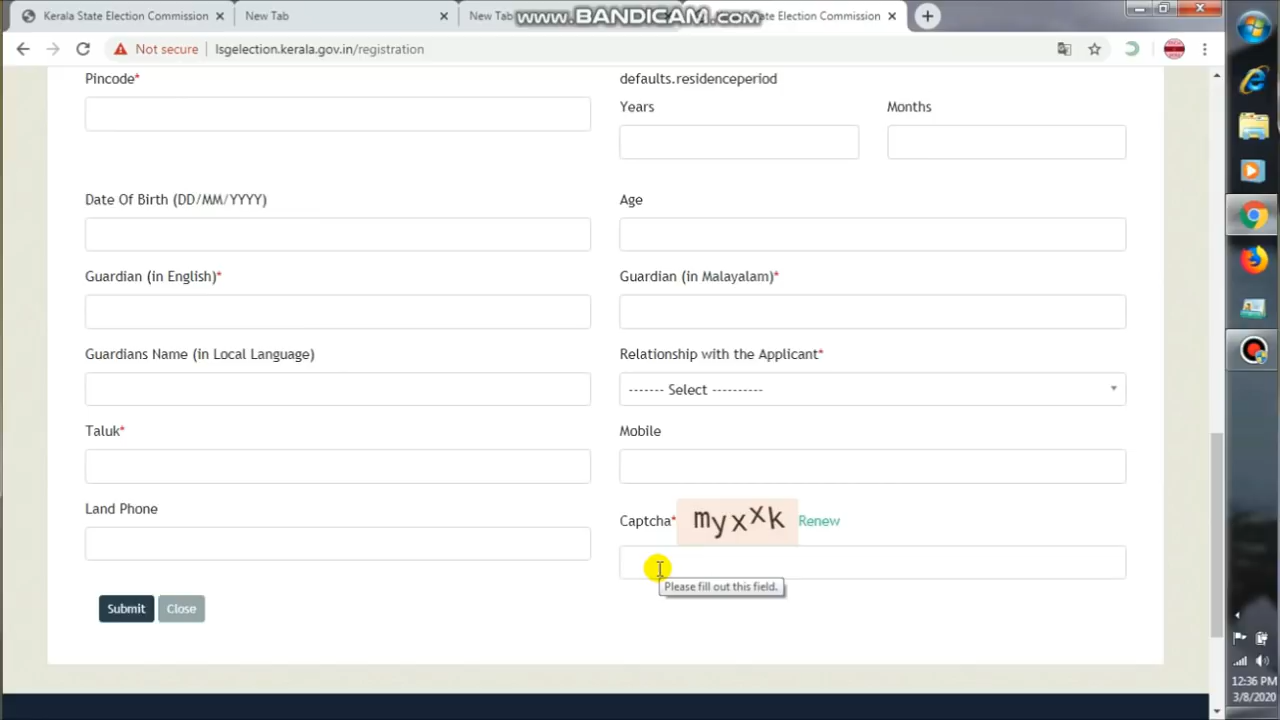 Kerala State Election Commission
New Tab
New Tab
www.BANDICAM.com
ate Election Commission
Not secure
lsgelection.kerala.gov.in/registration
Pincode*
defaults.residenceperiod
Years
Months
Date Of Birth (DD/MM/YYYY)
Age
Guardian (in English)*
Guardian (in Malayalam)*
Guardians Name (in Local Language)
Relationship with the Applicant*
------- Select ----------
Taluk*
Mobile
Land Phone
Captcha* myxxk Renew
Please fill out this field.
Submit
Close
12:36 PM
3/8/2020